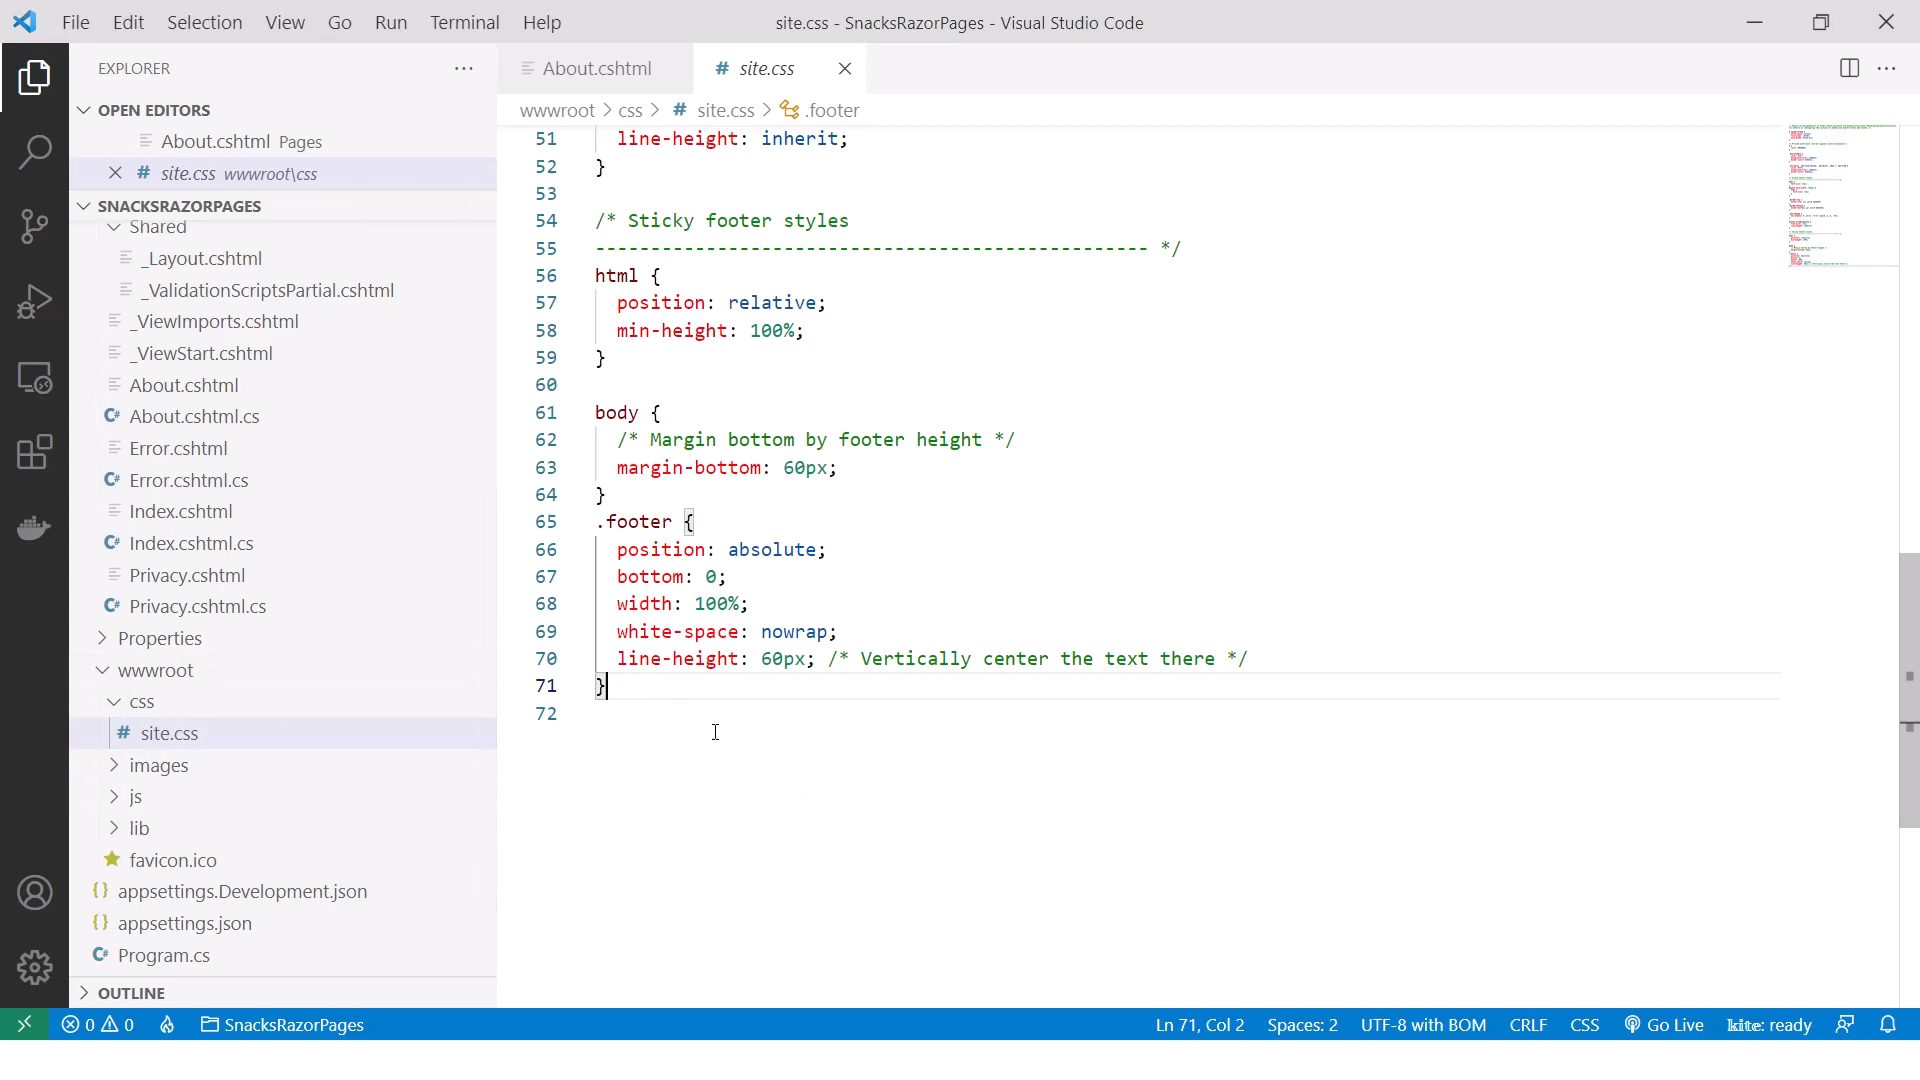 File Edit Selection View Go Run Terminal Help
site.css - SnacksRazorPages - Visual Studio Code
EXPLORER
OPEN EDITORS
About.cshtml Pages
site.css wwwroot\css
SNACKSRAZORPAGES
Shared
_Layout.cshtml
_ValidationScriptsPartial.cshtml
_ViewImports.cshtml
_ViewStart.cshtml
About.cshtml
About.cshtml.cs
Error.cshtml
Error.cshtml.cs
Index.cshtml
Index.cshtml.cs
Privacy.cshtml
Privacy.cshtml.cs
Properties
wwwroot
css
site.css
images
js
lib
favicon.ico
appsettings.Development.json
appsettings.json
Program.cs
OUTLINE
About.cshtml
# site.css
wwwroot > css > # site.css > .footer
51 line-height: inherit;
52 }
53
54 /* Sticky footer styles
55 -------------------------------------------------- */
56 html {
57 position: relative;
58 min-height: 100%;
59 }
60
61 body {
62 /* Margin bottom by footer height */
63 margin-bottom: 60px;
64 }
65 .footer {
66 position: absolute;
67 bottom: 0;
68 width: 100%;
69 white-space: nowrap;
70 line-height: 60px; /* Vertically center the text there */
71 }
72
0 0 SnacksRazorPages
Ln 71, Col 2 Spaces: 2 UTF-8 with BOM CRLF CSS Go Live kite: ready